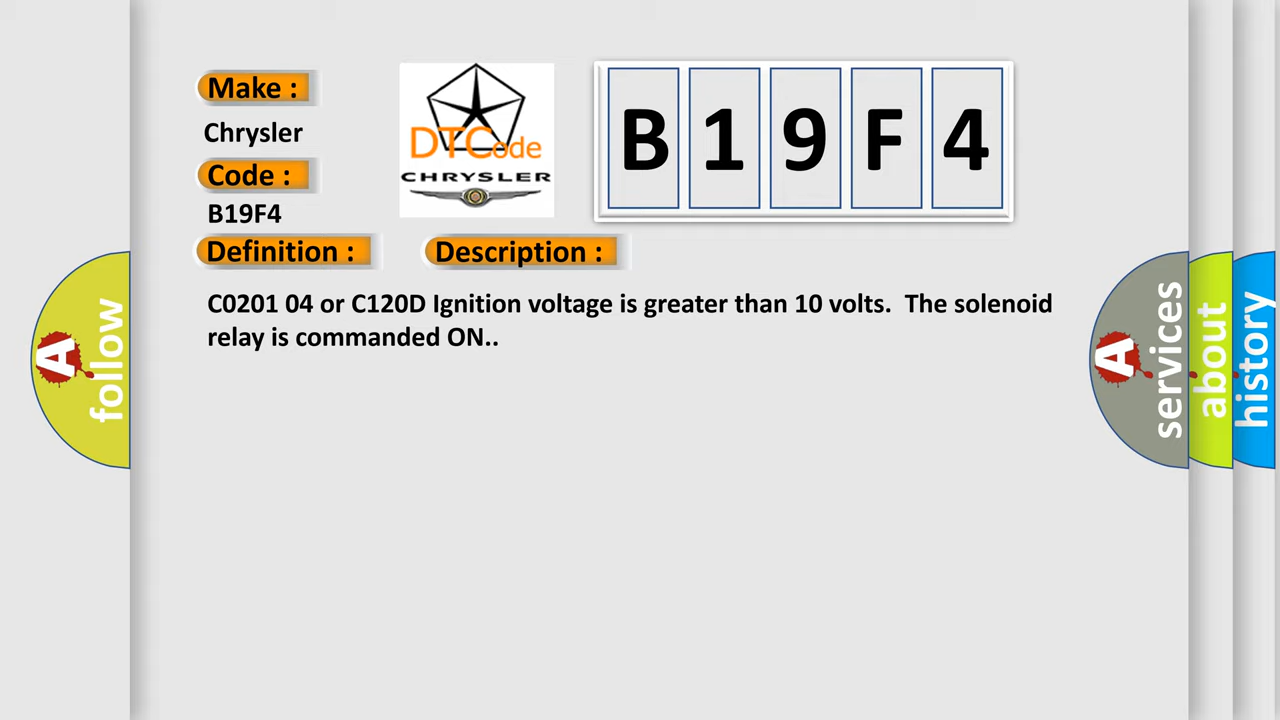 Make :
Chrysler
Code :
B19F4
Definition :
Description :
C0201 04 or C120D Ignition voltage is greater than 10 volts  The solenoid
relay is commanded ON..
DTCode
CHRYSLER
B 1 9 F 4
A
follow
A
services
about
history